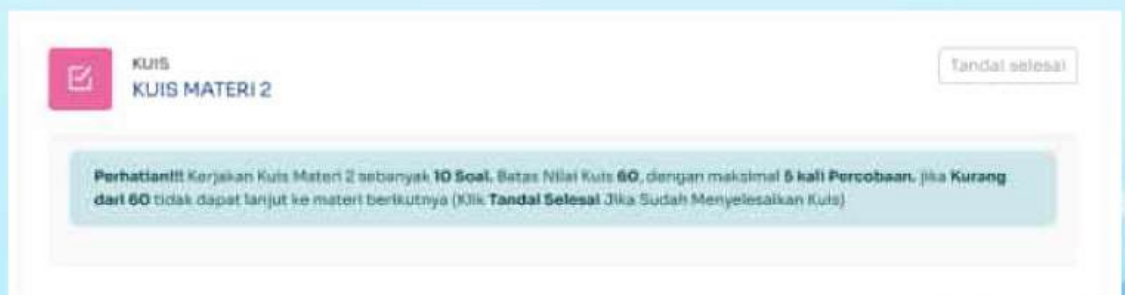 KUIS
KUIS MATERI 2
Tandai selesai
Perhatian!!! Kerjakan Kuis Materi 2 sebanyak 10 Soal. Batas Nilai Kuis 60, dengan maksimal 5 kali Percobaan. jika Kurang
dari 60 tidak dapat lanjut ke materi berikutnya (Klik Tandai Selesai Jika Sudah Menyelesaikan Kuis)